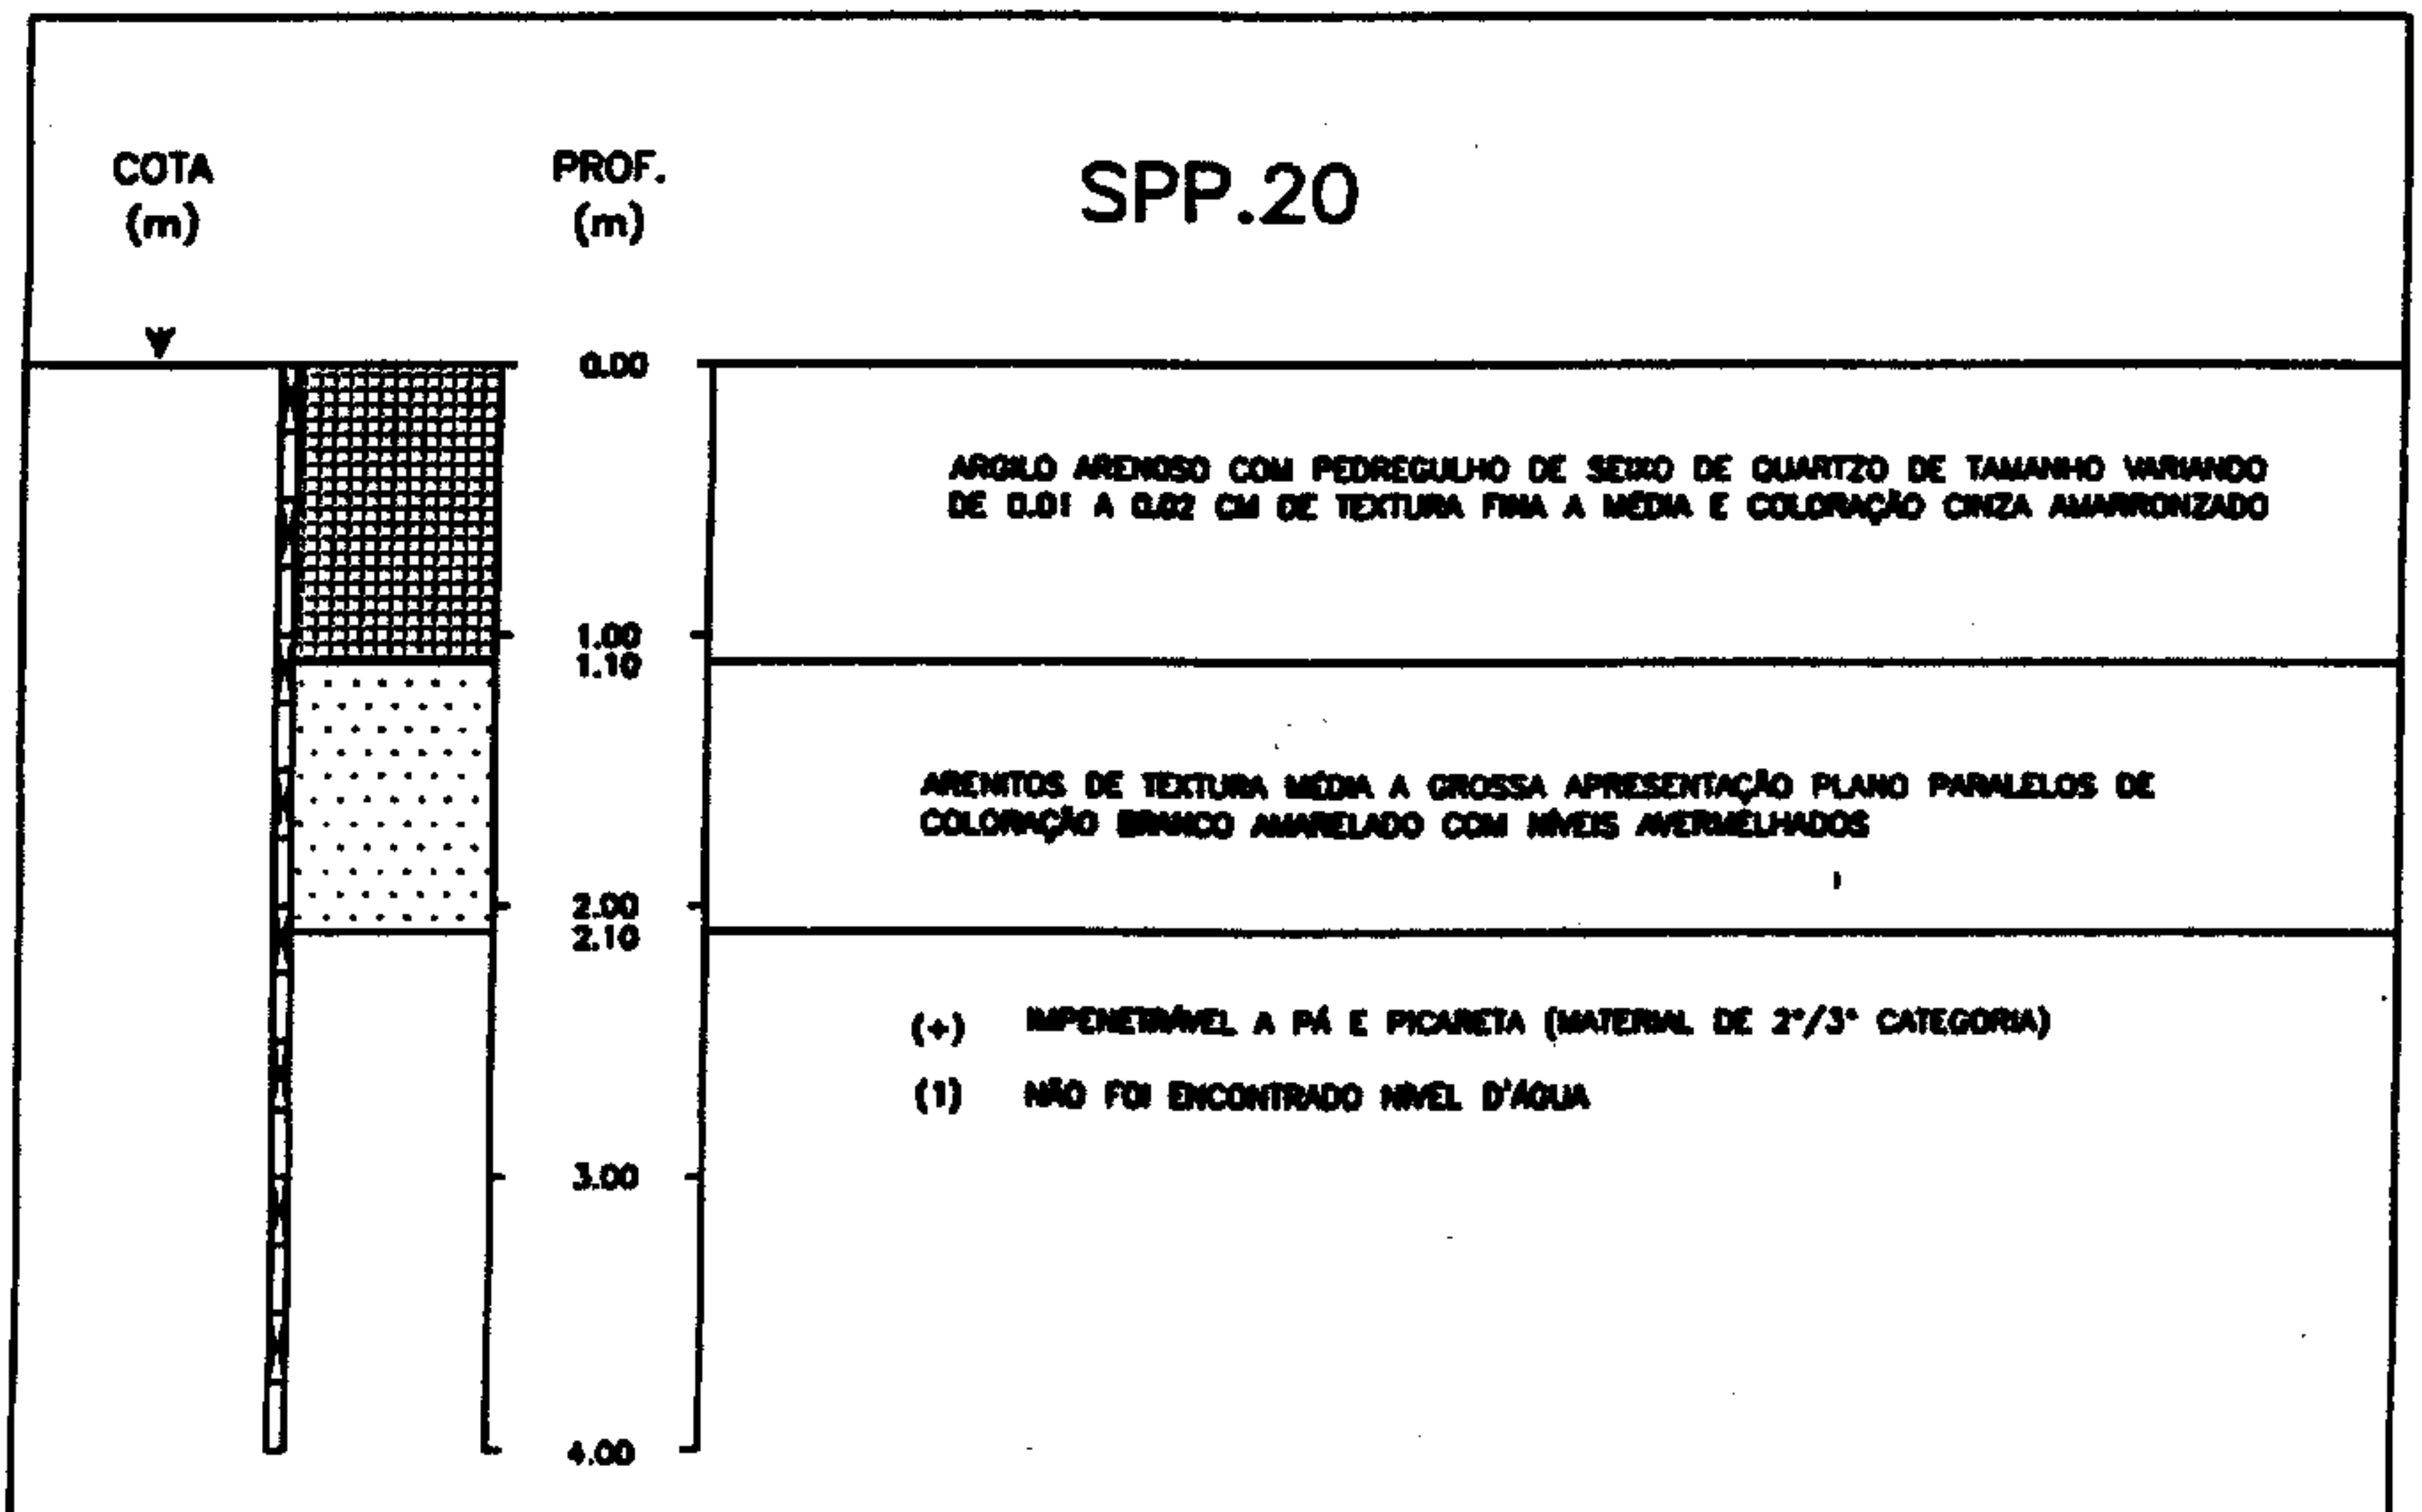 COTA
(m)
PROF.
(m)
SPP.20
0.00
ARGILO ARENOSO COM PEDREGULHO DE SEIXO DE QUARTZO DE TAMANHO VARIANDO
DE 0.01 A 0.02 CM DE TEXTURA FINA A MÉDIA E COLORAÇÃO CINZA AMARRONZADO
1.00
1.10
ARENITOS DE TEXTURA MÉDIA A GROSSA APRESENTAÇÃO PLANO PARALELOS DE
COLORAÇÃO BRANCO AMARELADO COM NÍVEIS AVERMELHADOS
2.00
2.10
(+) IMPENETRÁVEL A PÁ E PICARETA (MATERIAL DE 2ª/3ª CATEGORIA)
(1) NÃO FOI ENCONTRADO NIVEL D'ÁGUA
3.00
4.00